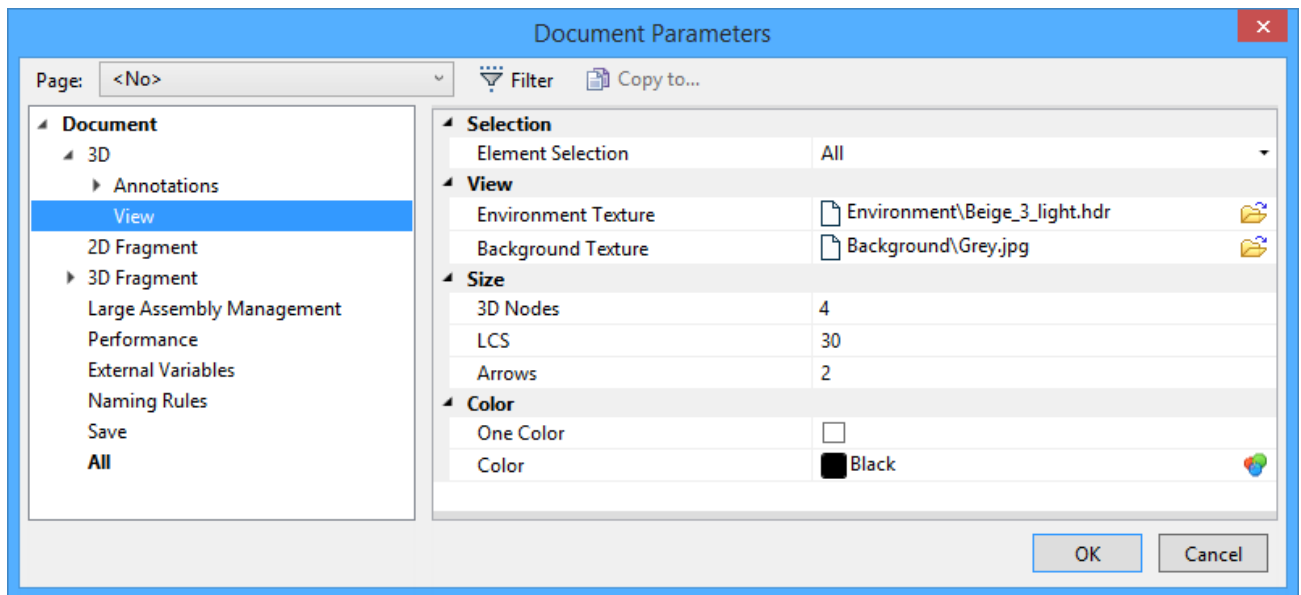 Document Parameters
Page: <No> Filter Copy to...
Document
3D
Annotations
View
2D Fragment
3D Fragment
Large Assembly Management
Performance
External Variables
Naming Rules
Save
All
Selection
Element Selection All
View
Environment Texture Environment\Beige_3_light.hdr
Background Texture Background\Grey.jpg
Size
3D Nodes 4
LCS 30
Arrows 2
Color
One Color
Color Black
OK Cancel